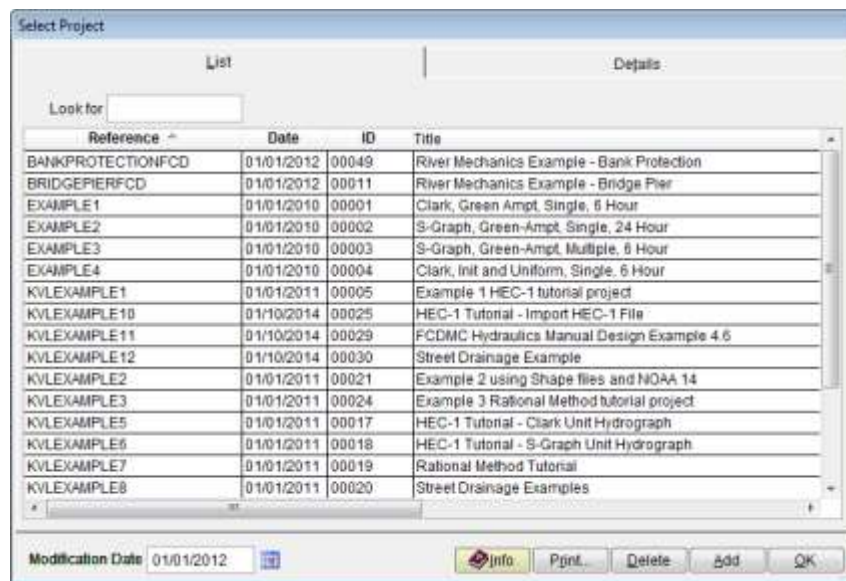 Select Project
List Details
Look for
Reference Date ID Title
BANKPROTECTIONFCD 01/01/2012 00049 River Mechanics Example - Bank Protection
BRIDGEPIERFCD 01/01/2012 00011 River Mechanics Example - Bridge Pier
EXAMPLE1 01/01/2010 00001 Clark, Green Ampt, Single, 6 Hour
EXAMPLE2 01/01/2010 00002 S-Graph, Green-Ampt, Single, 24 Hour
EXAMPLE3 01/01/2010 00003 S-Graph, Green-Ampt, Multiple, 6 Hour
EXAMPLE4 01/01/2010 00004 Clark, Init and Uniform, Single, 6 Hour
KVLEXAMPLE1 01/01/2011 00005 Example 1 HEC-1 tutorial project
KVLEXAMPLE10 01/10/2014 00025 HEC-1 Tutorial - Import HEC-1 File
KVLEXAMPLE11 01/10/2014 00029 FCDMC Hydraulics Manual Design Example 4.6
KVLEXAMPLE12 01/10/2014 00030 Street Drainage Example
KVLEXAMPLE2 01/01/2011 00021 Example 2 using Shape files and NOAA 14
KVLEXAMPLE3 01/01/2011 00024 Example 3 Rational Method tutorial project
KVLEXAMPLE5 01/01/2011 00017 HEC-1 Tutorial - Clark Unit Hydrograph
KVLEXAMPLE6 01/01/2011 00018 HEC-1 Tutorial - S-Graph Unit Hydrograph
KVLEXAMPLE7 01/01/2011 00019 Rational Method Tutorial
KVLEXAMPLE8 01/01/2011 00020 Street Drainage Examples
Modification Date 01/01/2012 Info Print... Delete Add OK